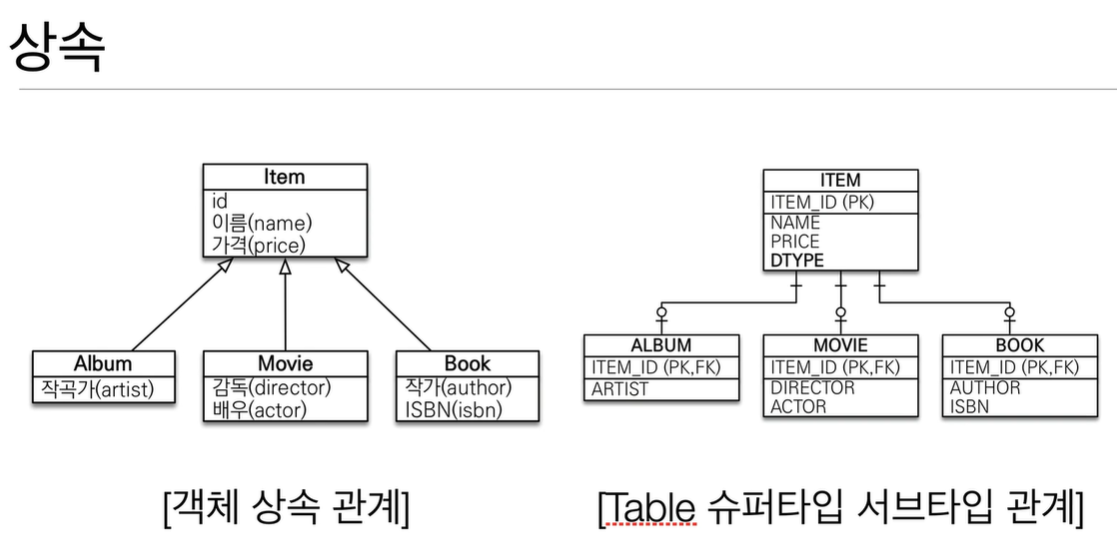 상속
Item
id
이름(name)
가격(price)
Album
작곡가(artist)
Movie
감독(director)
배우(actor)
Book
작가(author)
ISBN(isbn)
[객체 상속 관계]
ITEM
ITEM_ID (PK)
NAME
PRICE
DTYPE
ALBUM
ITEM_ID (PK,FK)
ARTIST
MOVIE
ITEM_ID (PK,FK)
DIRECTOR
ACTOR
BOOK
ITEM_ID (PK,FK)
AUTHOR
ISBN
[Table 슈퍼타입 서브타입 관계]